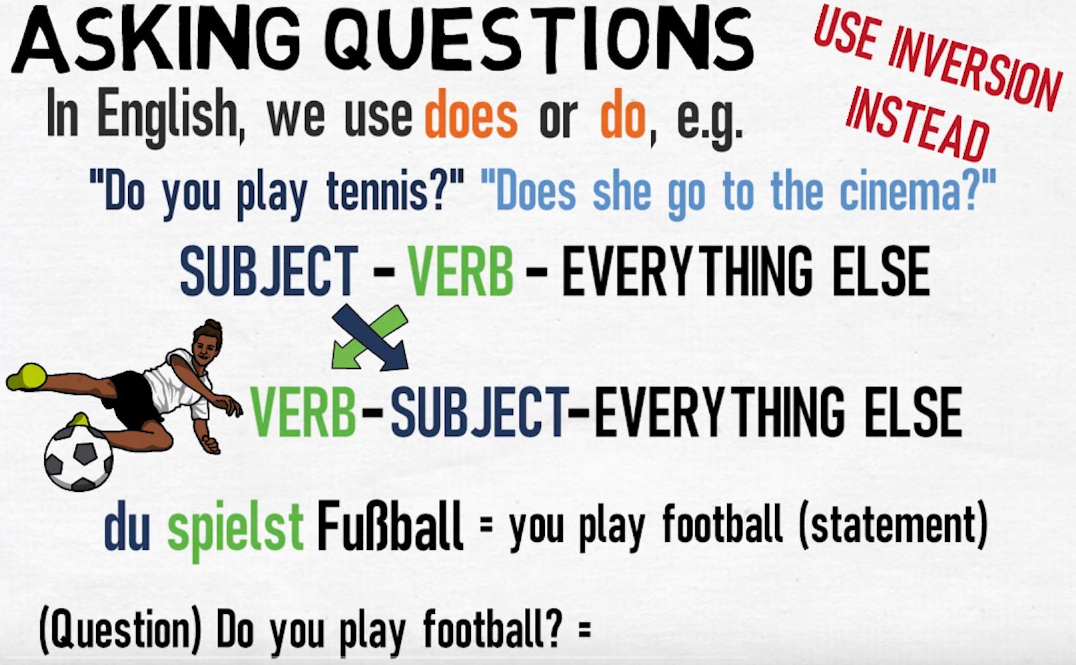 ASKING QUESTIONS
USE INVERSION
INSTEAD
In English, we use does or do, e.g.
"Do you play tennis?" "Does she go to the cinema?"
SUBJECT - VERB - EVERYTHING ELSE
VERB-SUBJECT-EVERYTHING ELSE
du spielst Fußball = you play football (statement)
(Question) Do you play football? =